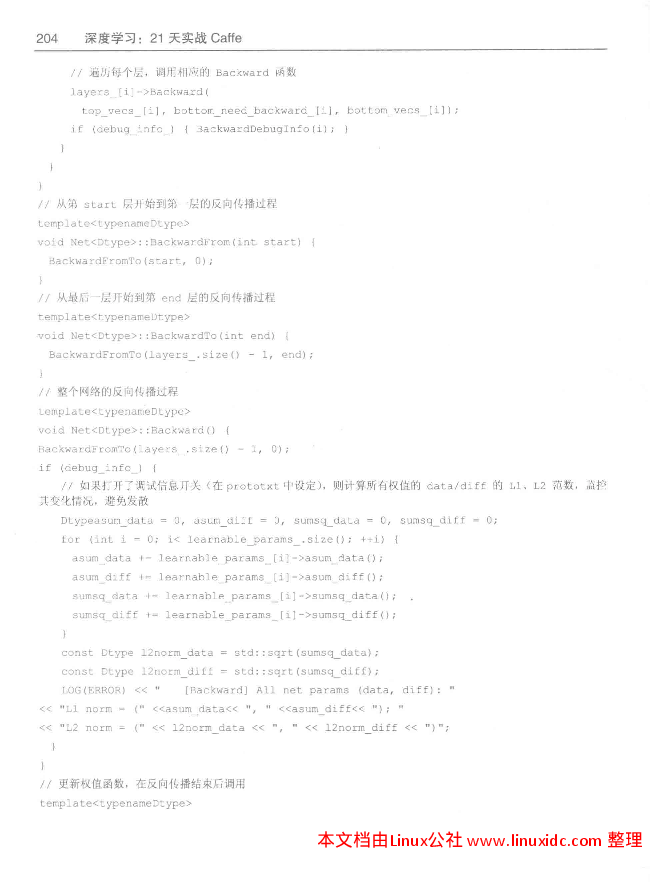 204 深度学习：21 天实战 Caffe
// 遍历每个层，调用相应的 Backward 函数
layers_[i]->Backward(
top_vecs_[i], bottom_need_backward_[i], bottom_vecs_[i]);
if (debug_info_) { BackwardDebugInfo(i); }
}
}
}
// 从第 start 层开始到第一层的反向传播过程
template<typenameDtype>
void Net<Dtype>::BackwardFrom(int start) {
BackwardFromTo(start, 0);
}
// 从最后一层开始到第 end 层的反向传播过程
template<typenameDtype>
void Net<Dtype>::BackwardTo(int end) {
BackwardFromTo(layers_.size() - 1, end);
}
// 整个网络的反向传播过程
template<typenameDtype>
void Net<Dtype>::Backward() {
BackwardFromTo(layers_.size() - 1, 0);
if (debug_info_) {
// 如果打开了调试信息开关（在 prototxt 中设定），则计算所有权值的 data/diff 的 L1、L2 范数，监控
其变化情况，避免发散
Dtypeasum_data = 0, asum_diff = 0, sumsq_data = 0, sumsq_diff = 0;
for (int i = 0; i< learnable_params_.size(); ++i) {
asum_data += learnable_params_[i]->asum_data();
asum_diff += learnable_params_[i]->asum_diff();
sumsq_data += learnable_params_[i]->sumsq_data();
sumsq_diff += learnable_params_[i]->sumsq_diff();
}
const Dtype l2norm_data = std::sqrt(sumsq_data);
const Dtype l2norm_diff = std::sqrt(sumsq_diff);
LOG(ERROR) << " [Backward] All net params (data, diff): "
<< "L1 norm = (" <<asum_data<< ", " <<asum_diff<< "); "
<< "L2 norm = (" << l2norm_data << ", " << l2norm_diff << ")";
}
}
// 更新权值函数，在反向传播结束后调用
template<typenameDtype>
本文档由Linux公社 www.linuxidc.com 整理